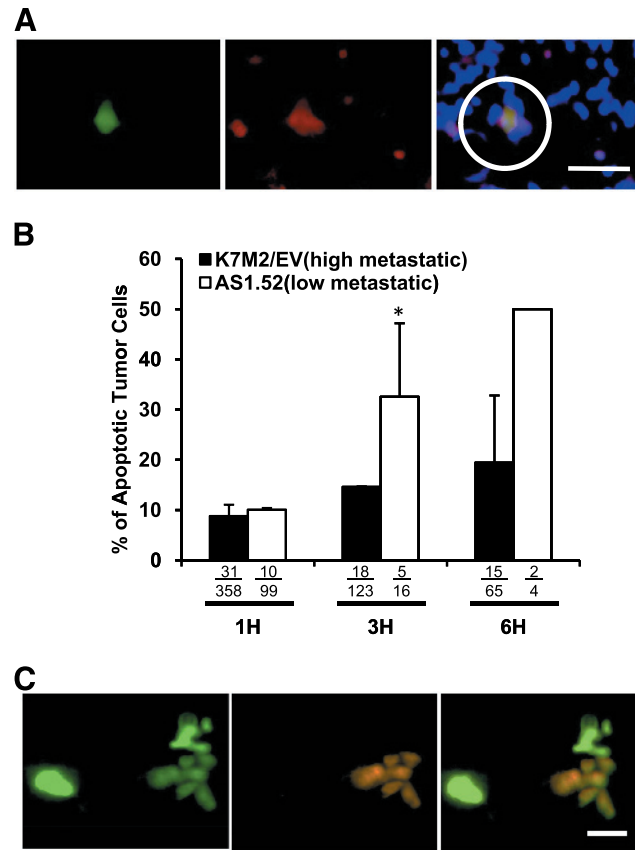 A
B
K7M2/EV(high metastatic)
AS1.52(low metastatic)
% of Apoptotic Tumor Cells
60
50
40
30
20
10
0
*
31 10 18 5 15 2
358 99 123 16 65 4
1H 3H 6H
C